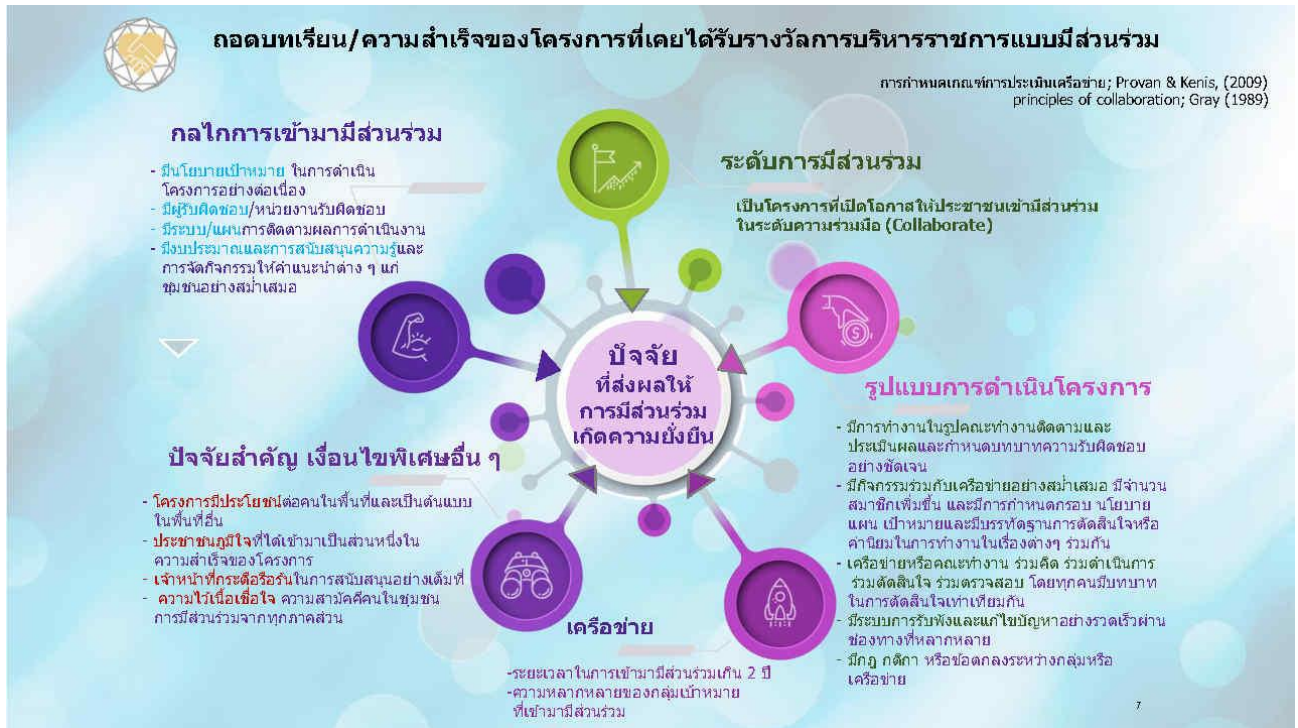 ถอดบทเรียน/ความสำเร็จของโครงการที่เคยได้รับรางวัลการบริหารราชการแบบมีส่วนร่วม
การกำหนดเกณฑ์การประเมินเครือข่าย; Provan & Kenis, (2009)
principles of collaboration; Gray (1989)
กลไกการเข้ามามีส่วนร่วม
- มีนโยบายเป้าหมาย ในการดำเนิน
โครงการอย่างต่อเนื่อง
- มีผู้รับผิดชอบ/หน่วยงานรับผิดชอบ
- มีระบบ/แผนการติดตามผลการดำเนินงาน
- มีงบประมาณและการสนับสนุนความรู้และ
การจัดกิจกรรมให้คำแนะนำต่าง ๆ แก่
ชุมชนอย่างสม่ำเสมอ
ระดับการมีส่วนร่วม
เป็นโครงการที่เปิดโอกาสให้ประชาชนเข้ามีส่วนร่วม
ในระดับความร่วมมือ (Collaborate)
ปัจจัย
ที่ส่งผลให้
การมีส่วนร่วม
เกิดความยั่งยืน
รูปแบบการดำเนินโครงการ
- มีการทำงานในรูปคณะทำงานติดตามและ
ประเมินผลและกำหนดบทบาทความรับผิดชอบ
อย่างชัดเจน
- มีกิจกรรมร่วมกับเครือข่ายอย่างสม่ำเสมอ มีจำนวน
สมาชิกเพิ่มขึ้น และมีการกำหนดกรอบ นโยบาย
แผน เป้าหมายและมีบรรทัดฐานการตัดสินใจหรือ
ค่านิยมในการทำงานในเรื่องต่างๆ ร่วมกัน
- เครือข่ายหรือคณะทำงาน ร่วมคิด ร่วมดำเนินการ
ร่วมตัดสินใจ ร่วมตรวจสอบ โดยทุกคนมีบทบาท
ในการตัดสินใจเท่าเทียมกัน
- มีระบบการรับฟังและแก้ไขปัญหาอย่างรวดเร็วผ่าน
ช่องทางที่หลากหลาย
- มีกฎ กติกา หรือข้อตกลงระหว่างกลุ่มหรือ
เครือข่าย
ปัจจัยสำคัญ เงื่อนไขพิเศษอื่น ๆ
- โครงการมีประโยชน์ต่อคนในพื้นที่และเป็นต้นแบบ
ในพื้นที่อื่น
- ประชาชนภูมิใจที่ได้เข้ามาเป็นส่วนหนึ่งใน
ความสำเร็จของโครงการ
- เจ้าหน้าที่กระตือรือร้นในการสนับสนุนอย่างเต็มที่
- ความไว้เนื้อเชื่อใจ ความสามัคคีคนในชุมชน
การมีส่วนร่วมจากทุกภาคส่วน
เครือข่าย
-ระยะเวลาในการเข้ามามีส่วนร่วมเกิน 2 ปี
-ความหลากหลายของกลุ่มเป้าหมาย
ที่เข้ามามีส่วนร่วม
7